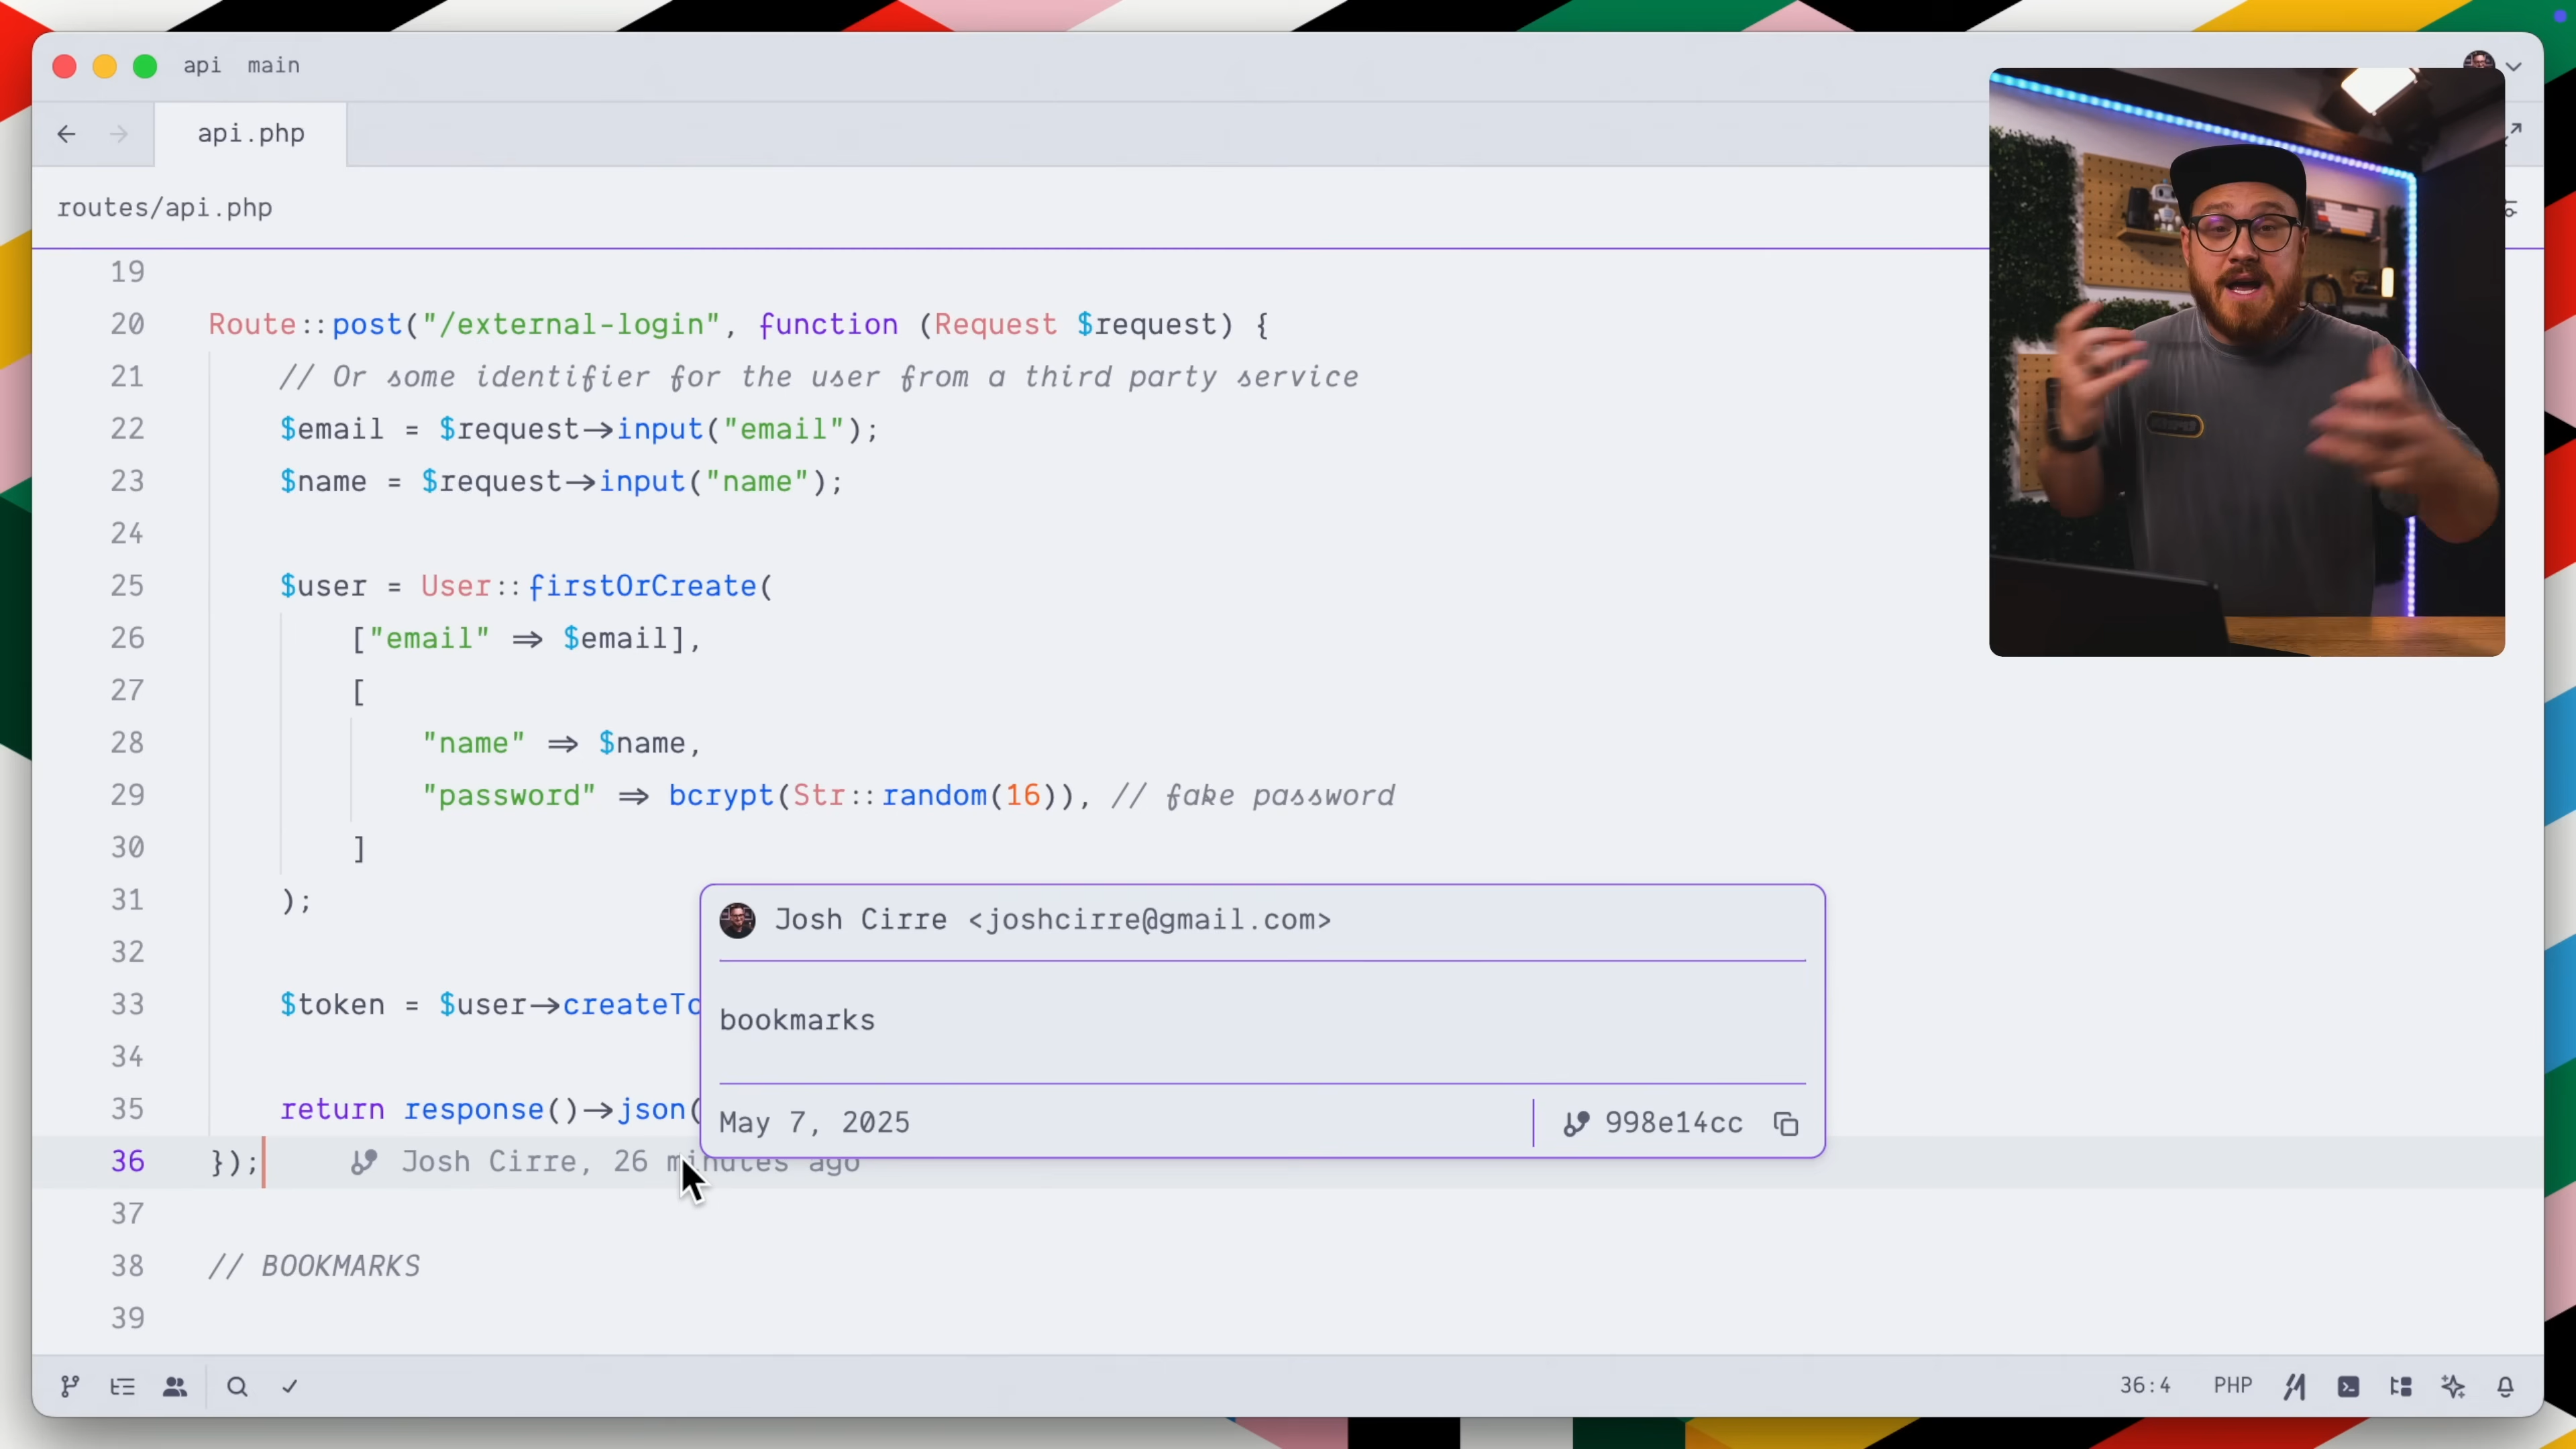 api main
api.php
routes/api.php
19
20 Route::post("/external-login", function (Request $request) {
21 // Or some identifier for the user from a third party service
22 $email = $request->input("email");
23 $name = $request->input("name");
24
25 $user = User::firstOrCreate(
26 ["email" => $email],
27 [
28 "name" => $name,
29 "password" => bcrypt(Str::random(16)), // fake password
30 ]
31 );
32
33 $token = $user->createTo
34
35 return response()->json(
36 }); Josh Cirre, 26 minutes ago
37
38 // BOOKMARKS
39
Josh Cirre <joshcirre@gmail.com>
bookmarks
May 7, 2025 998e14cc
36:4 PHP